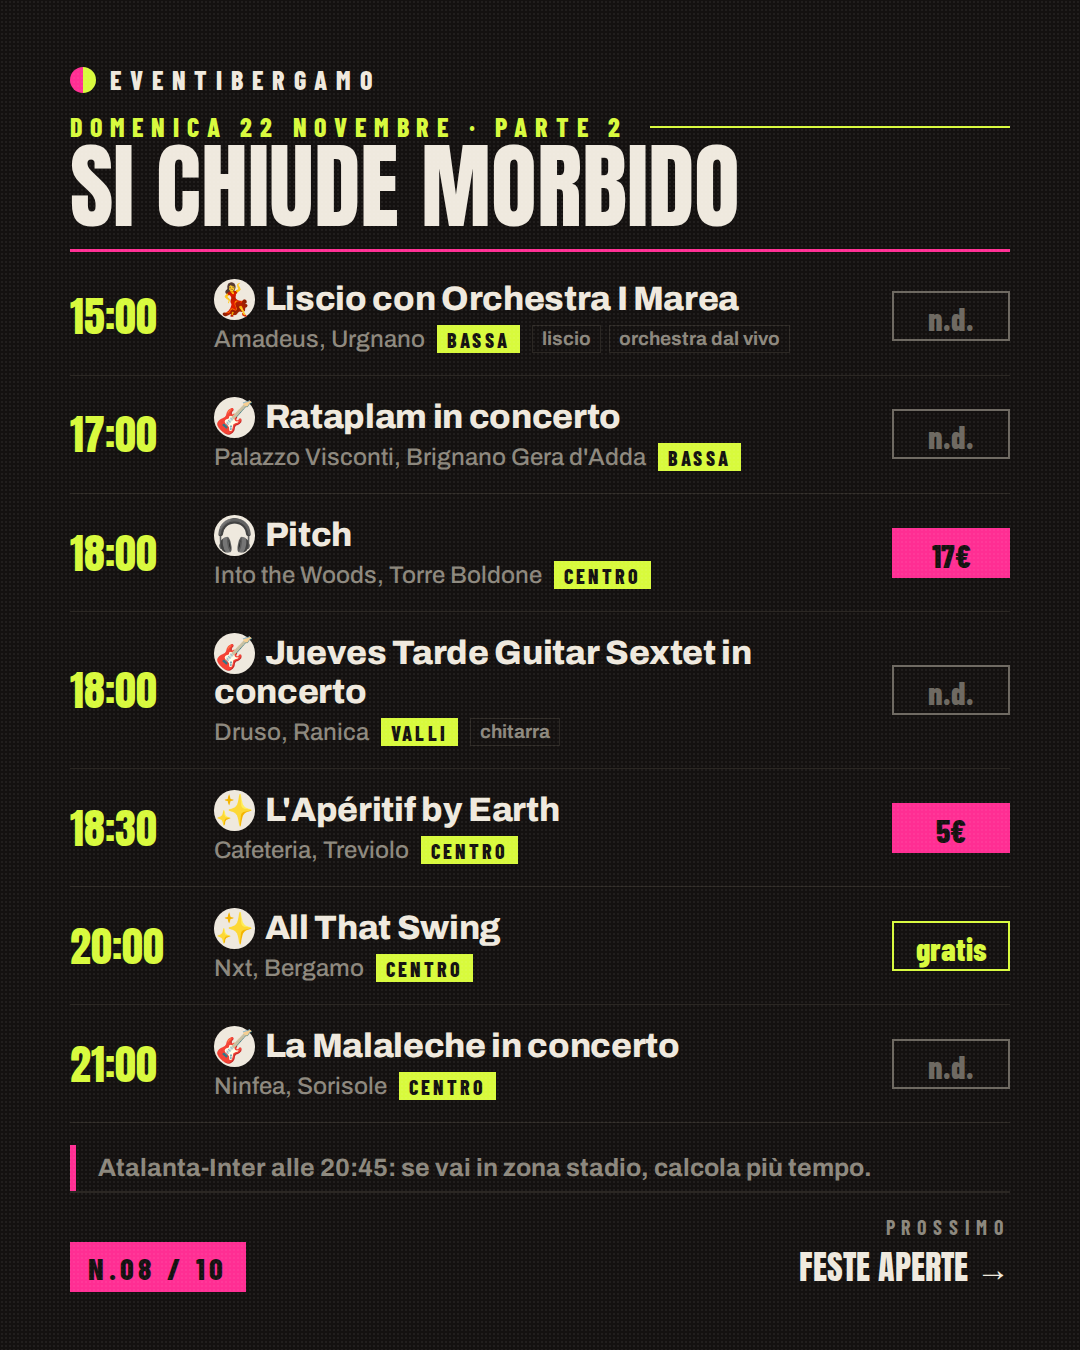 EVENTIBERGAMO
DOMENICA 22 NOVEMBRE · PARTE 2
SI CHIUDE MORBIDO
15:00
Liscio con Orchestra I Marea
Amadeus, Urgnano BASSA liscio orchestra dal vivo
n.d.
17:00
Rataplam in concerto
Palazzo Visconti, Brignano Gera d'Adda BASSA
n.d.
18:00
Pitch
Into the Woods, Torre Boldone CENTRO
17€
18:00
Jueves Tarde Guitar Sextet in
concerto
Druso, Ranica VALLI chitarra
n.d.
18:30
L'Apéritif by Earth
Cafeteria, Treviolo CENTRO
5€
20:00
All That Swing
Nxt, Bergamo CENTRO
gratis
21:00
La Malaleche in concerto
Ninfea, Sorisole CENTRO
n.d.
Atalanta-Inter alle 20:45: se vai in zona stadio, calcola più tempo.
PROSSIMO
N.08 / 10
FESTE APERTE →